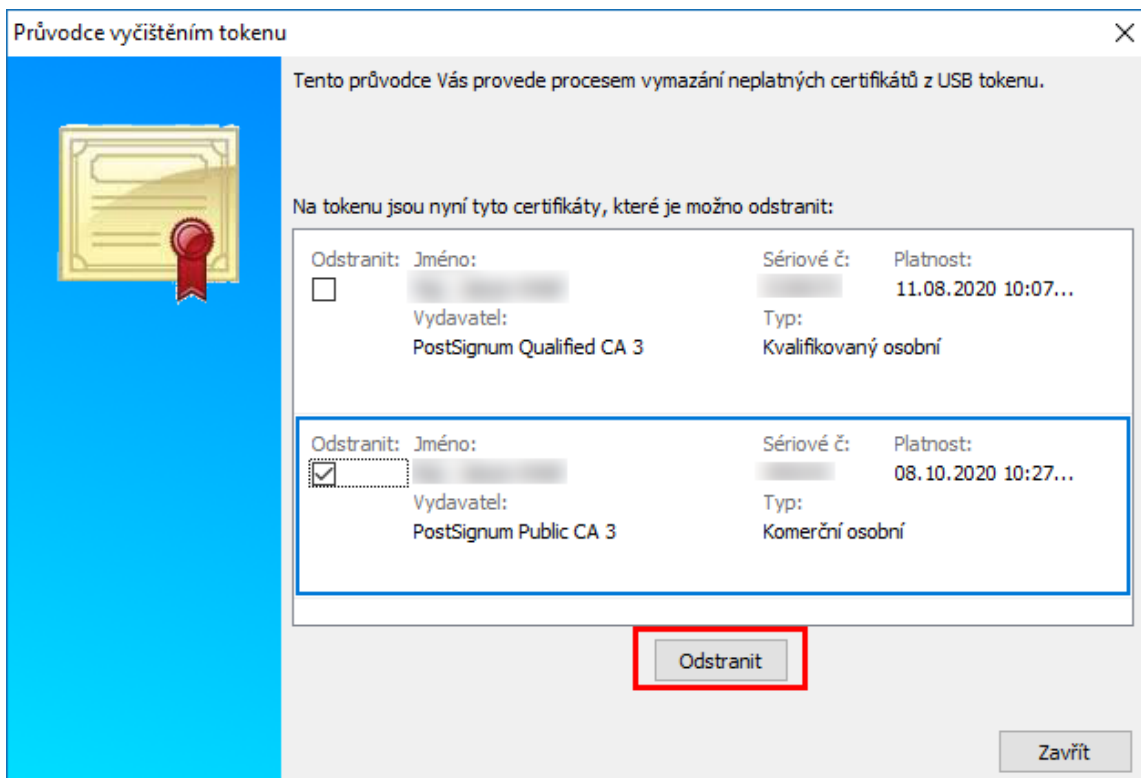 Průvodce vyčištěním tokenu
Tento průvodce Vás provede procesem vymazání neplatných certifikátů z USB tokenu.
Na tokenu jsou nyní tyto certifikáty, které je možno odstranit:
Odstranit: Jméno: Sériové č: Platnost:
11.08.2020 10:07...
Vydavatel: Typ:
PostSignum Qualified CA 3 Kvalifikovaný osobní
Odstranit: Jméno: Sériové č: Platnost:
08.10.2020 10:27...
Vydavatel: Typ:
PostSignum Public CA 3 Komerční osobní
Odstranit
Zavřít